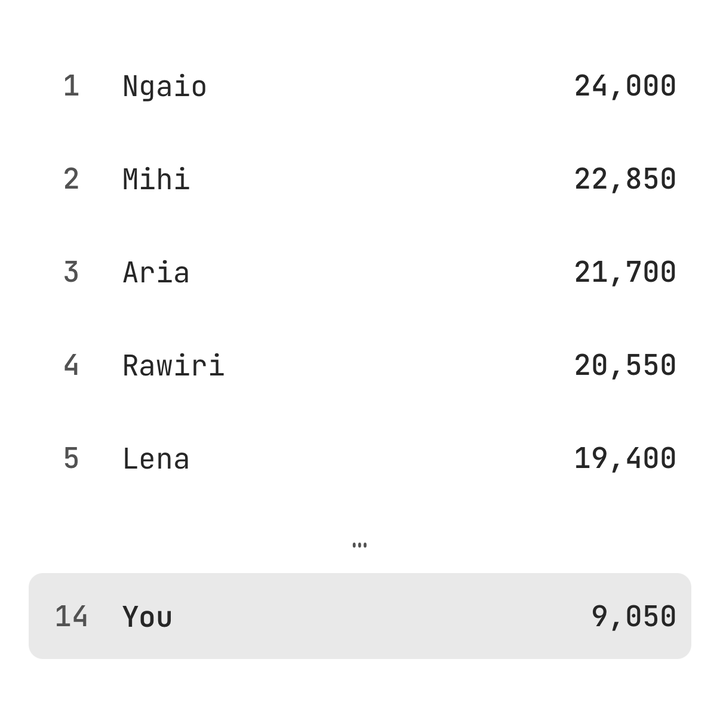 1 Ngaio 24,000
2 Mihi 22,850
3 Aria 21,700
4 Rawiri 20,550
5 Lena 19,400
…
14 You 9,050